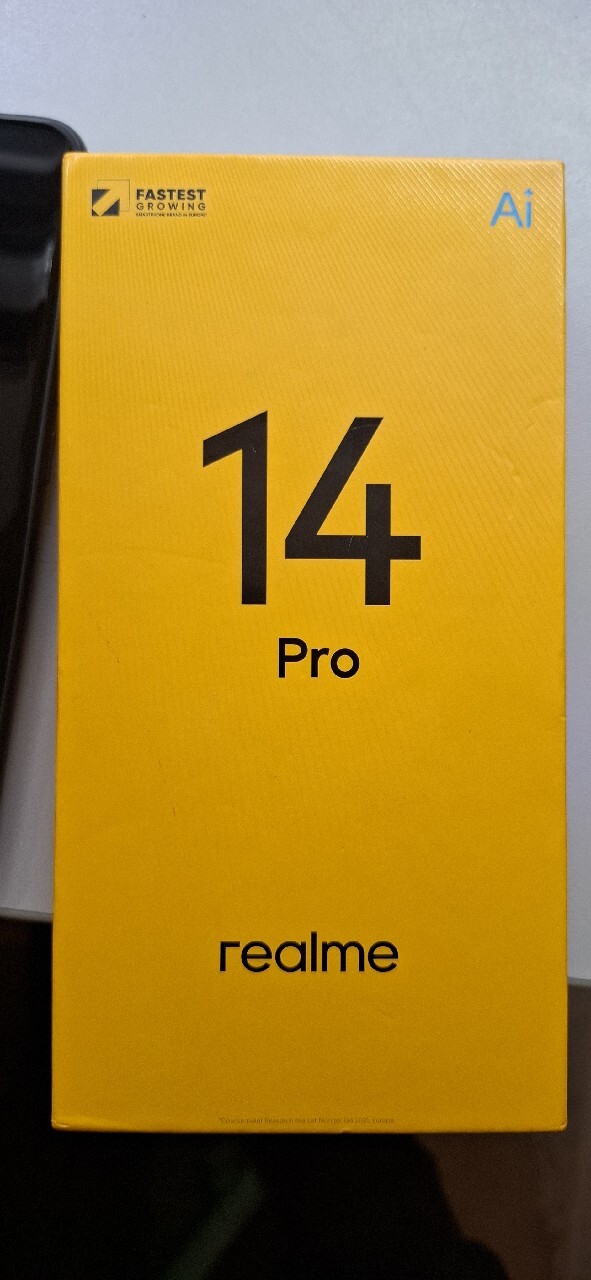 FASTEST
GROWING
Ai
14
Pro
realme